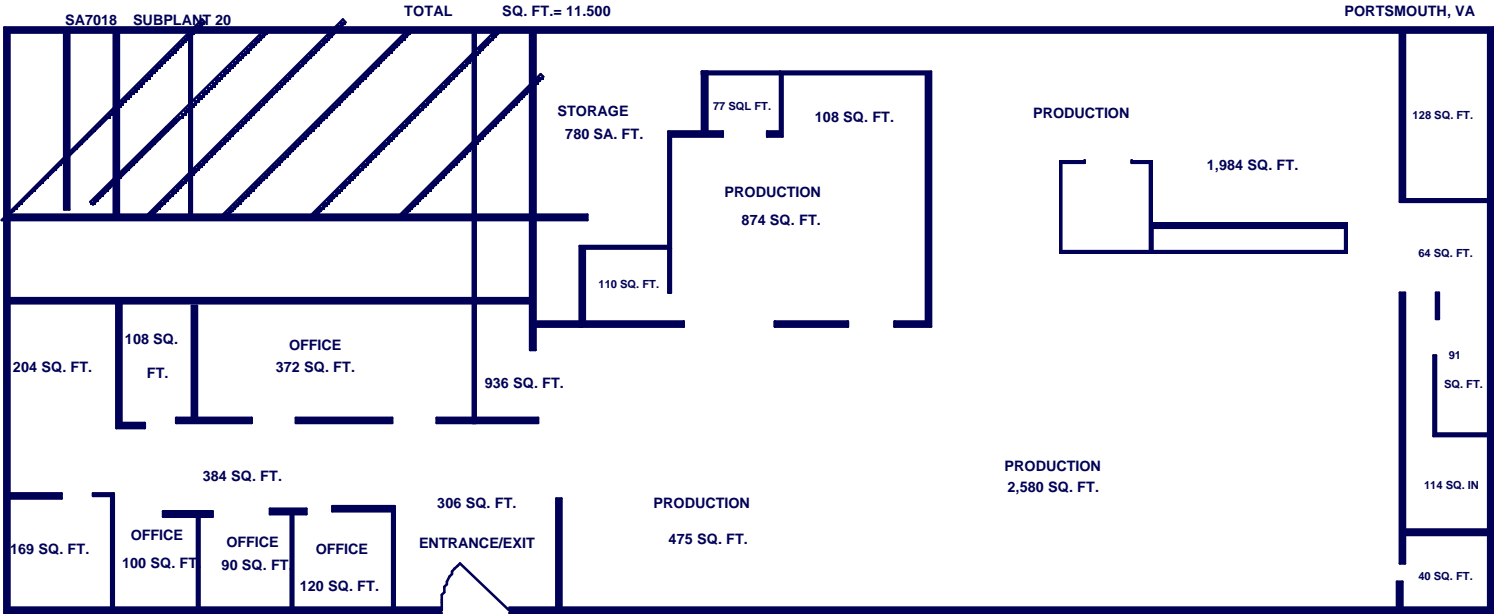 SA7018 SUBPLANT 20
TOTAL SQ. FT.= 11.500
PORTSMOUTH, VA
STORAGE
780 SA. FT.
77 SQL FT.
108 SQ. FT.
PRODUCTION
874 SQ. FT.
110 SQ. FT.
PRODUCTION
1,984 SQ. FT.
128 SQ. FT.
64 SQ. FT.
91
SQ. FT.
114 SQ. IN
40 SQ. FT.
204 SQ. FT.
108 SQ.
FT.
OFFICE
372 SQ. FT.
936 SQ. FT.
384 SQ. FT.
306 SQ. FT.
169 SQ. FT.
OFFICE
100 SQ. FT
OFFICE
90 SQ. FT.
OFFICE
120 SQ. FT.
ENTRANCE/EXIT
PRODUCTION
475 SQ. FT.
PRODUCTION
2,580 SQ. FT.